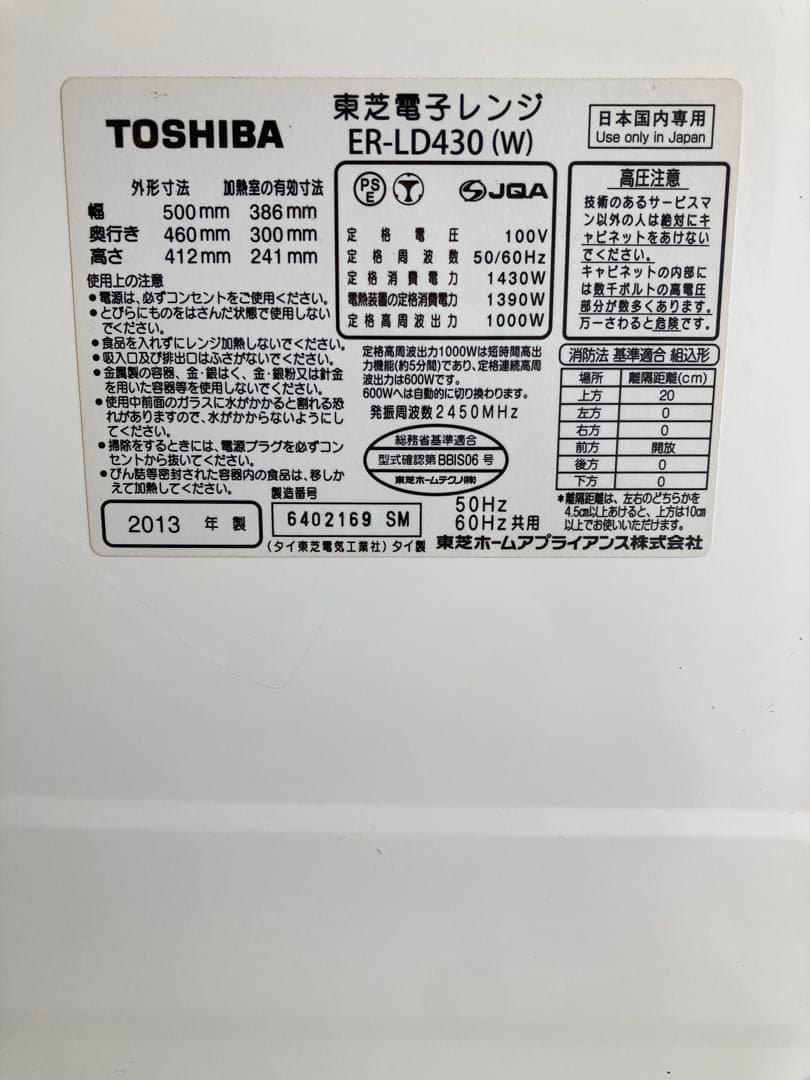 TOSHIBA
東芝電子レンジ
ER-LD430 (W)
日本国内専用
Use only in Japan
外形寸法 加熱室の有効寸法
幅 500mm 386mm
奥行き 460mm 300mm
高さ 412mm 241mm
使用上の注意
●電源は、必ずコンセントをご使用ください。
●とびらにものをはさんだ状態で使用しない
でください。
●食品を入れずにレンジ加熱しないでください。
●吸入口及び排出口はふさがないでください。
●金属製の容器、金・銀はく、金・銀粉又は針金
を用いた容器等を使用しないでください。
●使用中前面のガラスに水がかかると割れる恐
れがありますので、水がかからないようにし
てください。
●掃除をするときには、電源プラグを必ずコン
セントから抜いてください。
●びん詰等密封された容器内の食品は、移しか
えて加熱してください。
PS
E
JQA
定格電圧 100V
定格周波数 50/60Hz
定格消費電力 1430W
電熱装置の定格消費電力 1390W
定格高周波出力 1000W
定格高周波出力1000Wは短時間高出
力機能(約5分間)であり、定格連続高周
波出力は600Wです。
600Wへは自動的に切り換わります。
発振周波数2450MHz
総務省基準適合
型式確認第BBIS06号
東芝ホームテクノ(株)
高圧注意
技術のあるサービスマ
ン以外の人は絶対にキ
ャビネットをあけない
でください。
キャビネットの内部に
は数千ボルトの高電圧
部分が数多くあります。
万一さわると危険です。
消防法 基準適合 組込形
場所 離隔距離(cm)
上方 20
左方 0
右方 0
前方 開放
後方 0
下方 0
*離隔距離は、左右のどちらかを
4.5cm以上あけると、上方は10cm
以上でお使いいただけます。
2013 年製
製造番号
6402169 SM
50Hz
60Hz共用
(タイ東芝電気工業社)タイ製 東芝ホームアプライアンス株式会社